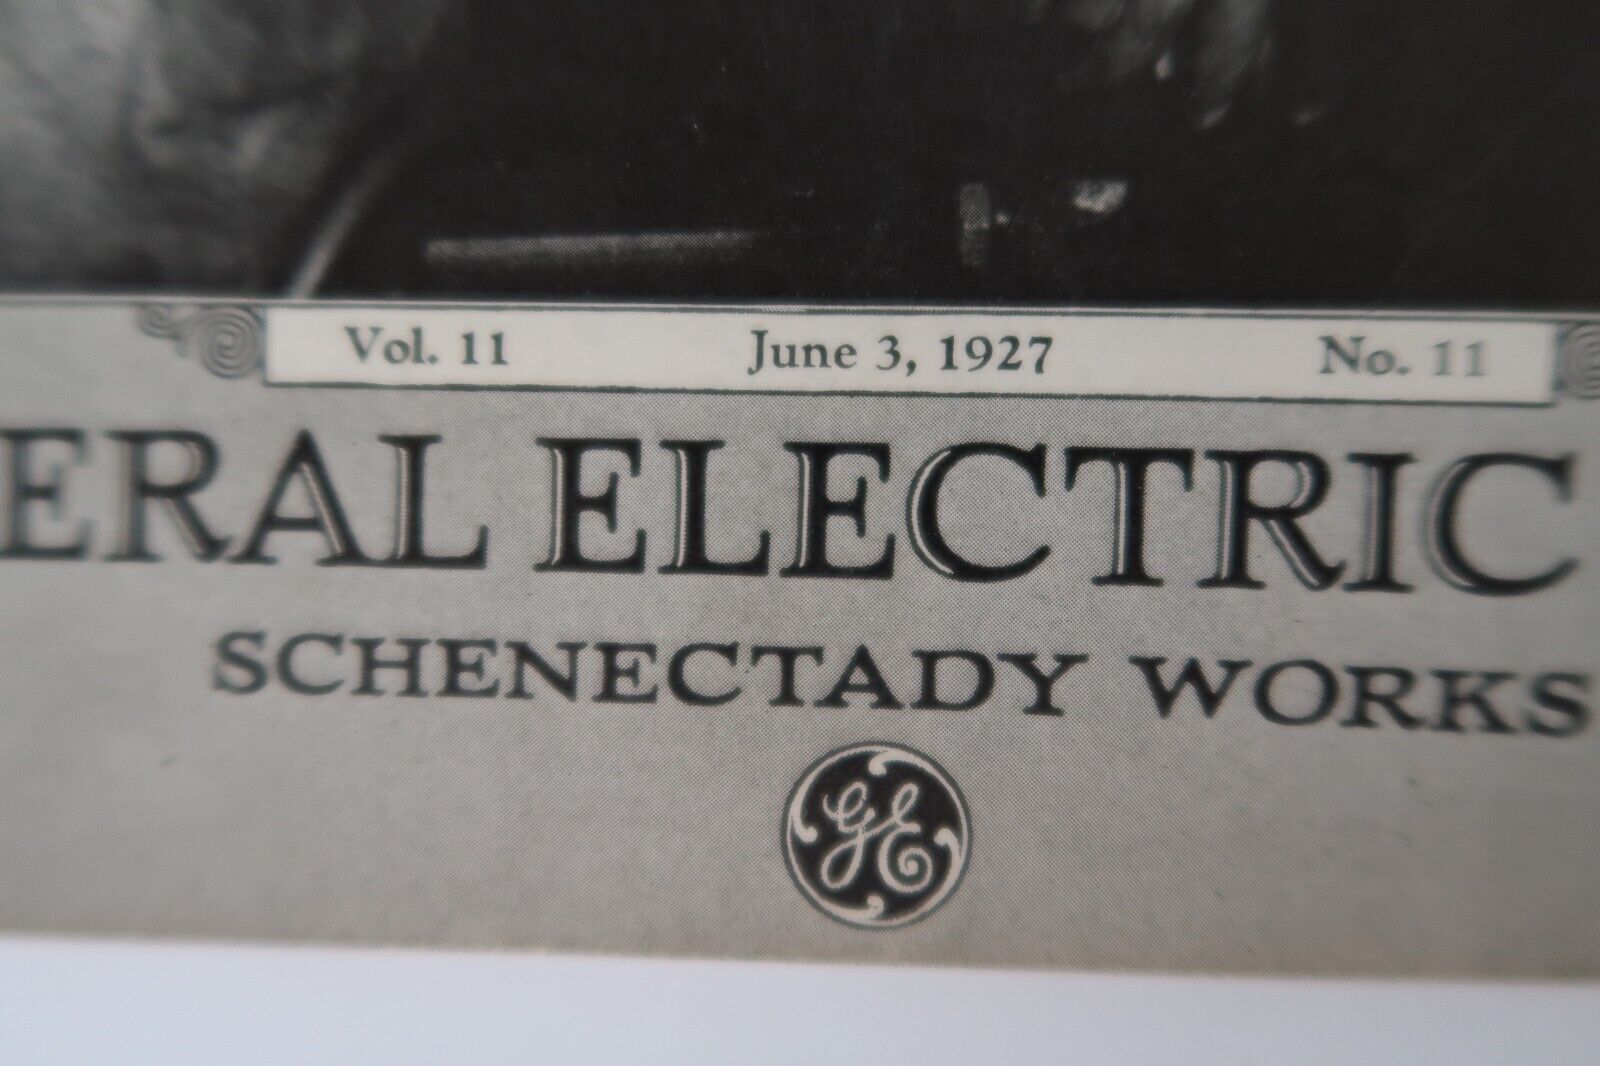 Vol. 11 June 3, 1927 No. 11
ERAL ELECTRIC
SCHENECTADY WORKS
GE